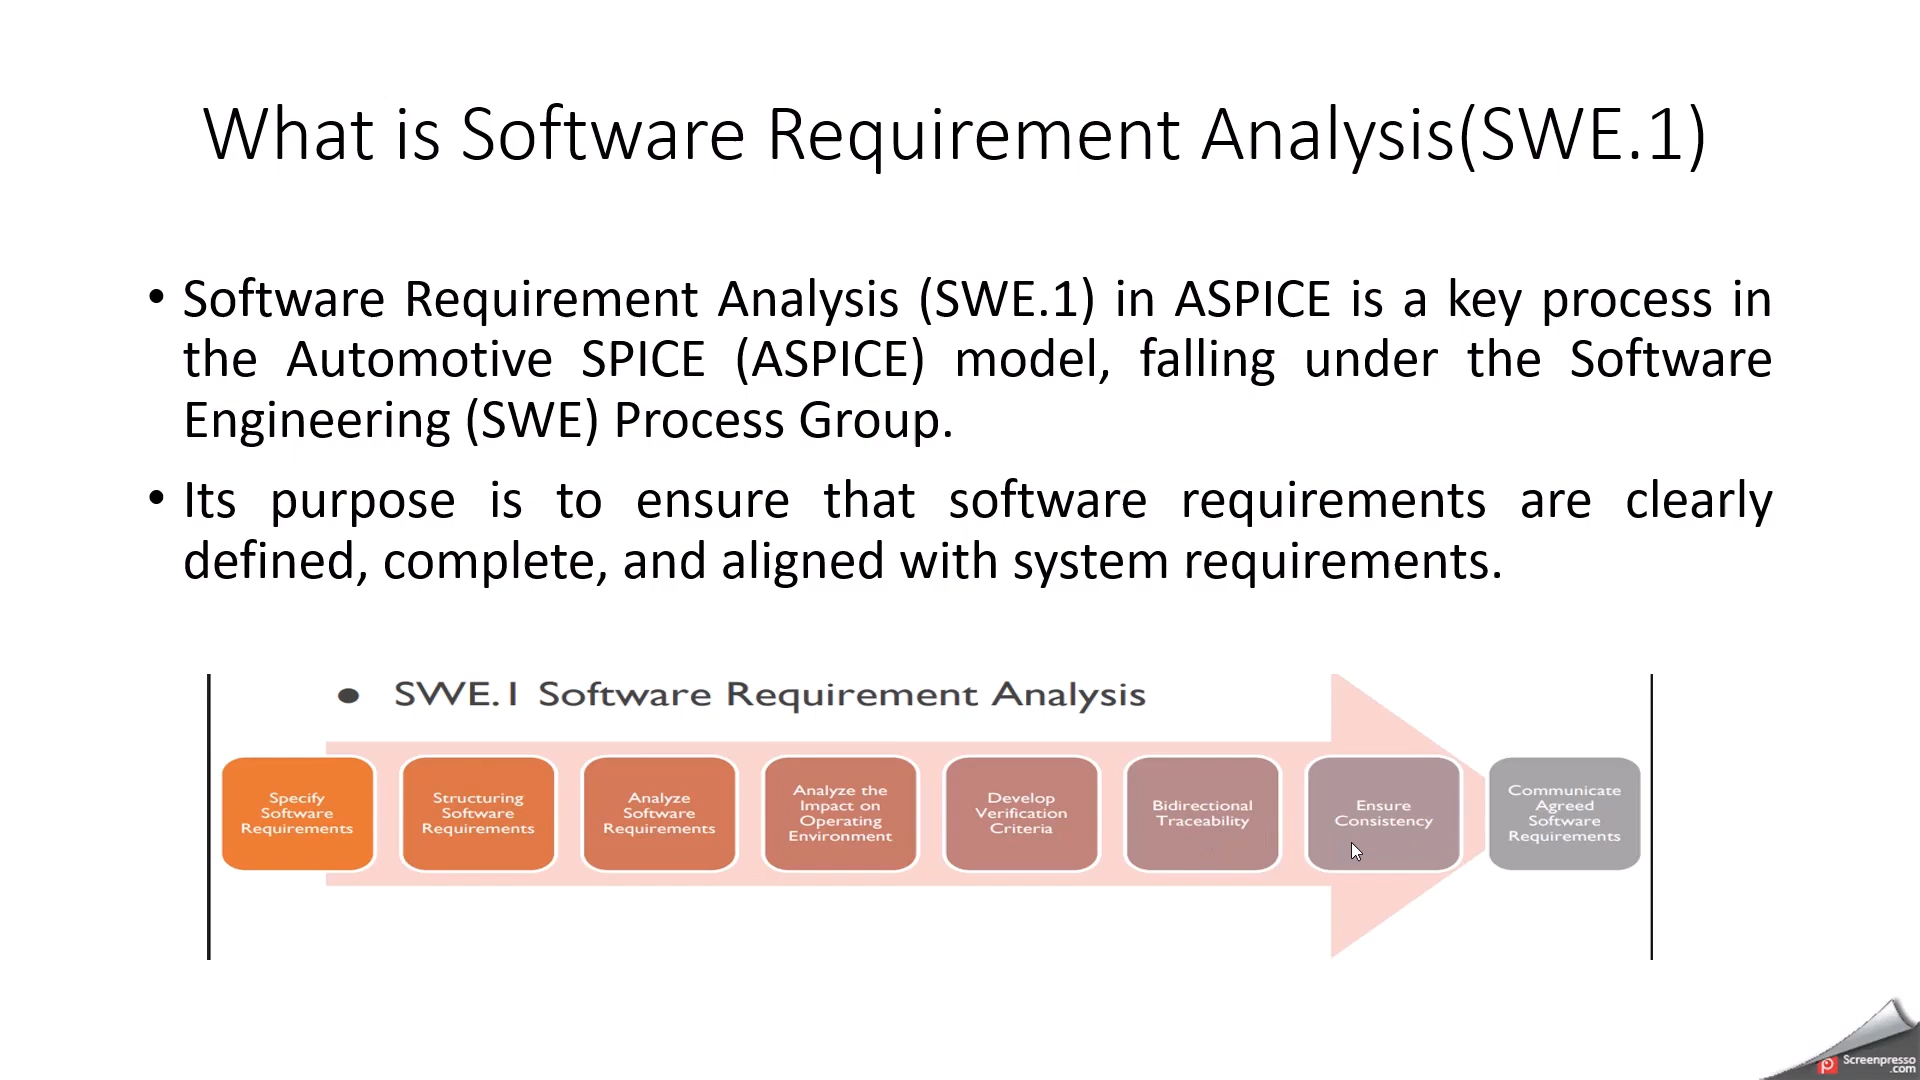 What is Software Requirement Analysis(SWE.1)
• Software Requirement Analysis (SWE.1) in ASPICE is a key process in
the Automotive SPICE (ASPICE) model, falling under the Software
Engineering (SWE) Process Group.
• Its purpose is to ensure that software requirements are clearly
defined, complete, and aligned with system requirements.
• SWE.1 Software Requirement Analysis
Specify
Software
Requirements
Structuring
Software
Requirements
Analyze
Software
Requirements
Analyze the
Impact on
Operating
Environment
Develop
Verification
Criteria
Bidirectional
Traceability
Ensure
Consistency
Communicate
Agreed
Software
Requirements
Screenpresso
.com